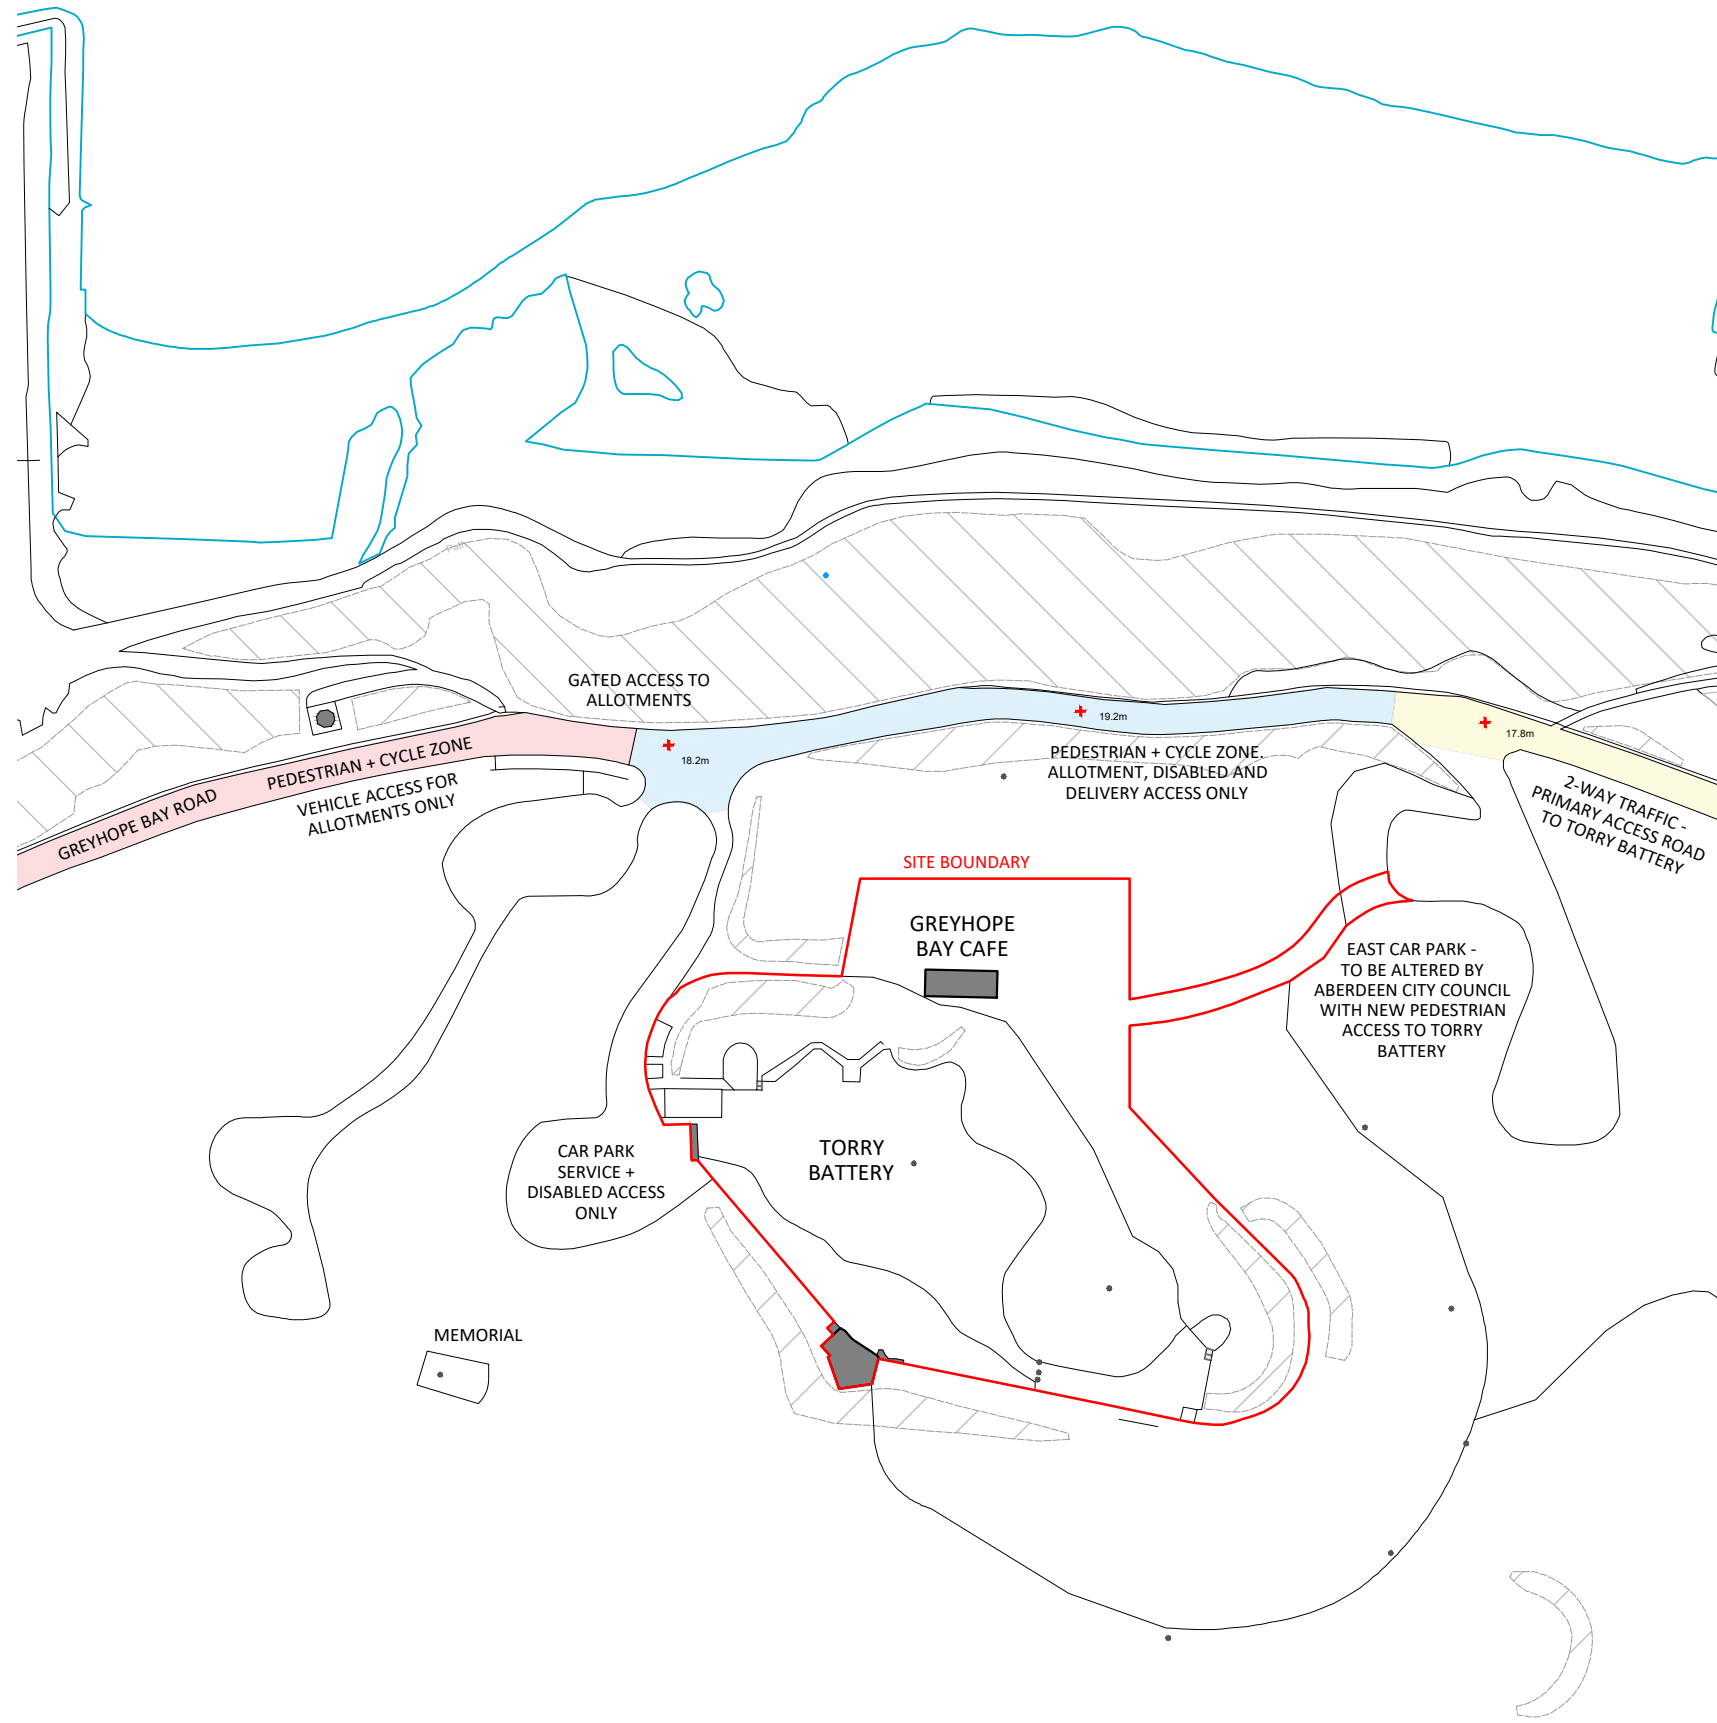 Path
GATED ACCESS TO
ALLOTMENTS
19.2m
18.2m
17.8m
GREYHOPE BAY ROAD
PEDESTRIAN + CYCLE ZONE
VEHICLE ACCESS FOR
ALLOTMENTS ONLY
PEDESTRIAN + CYCLE ZONE.
ALLOTMENT, DISABLED AND
DELIVERY ACCESS ONLY
2-WAY TRAFFIC -
PRIMARY ACCESS ROAD
TO TORRY BATTERY
SITE BOUNDARY
GREYHOPE
BAY CAFE
EAST CAR PARK -
TO BE ALTERED BY
ABERDEEN CITY COUNCIL
WITH NEW PEDESTRIAN
ACCESS TO TORRY
BATTERY
CAR PARK
SERVICE +
DISABLED ACCESS
ONLY
TORRY
BATTERY
MEMORIAL